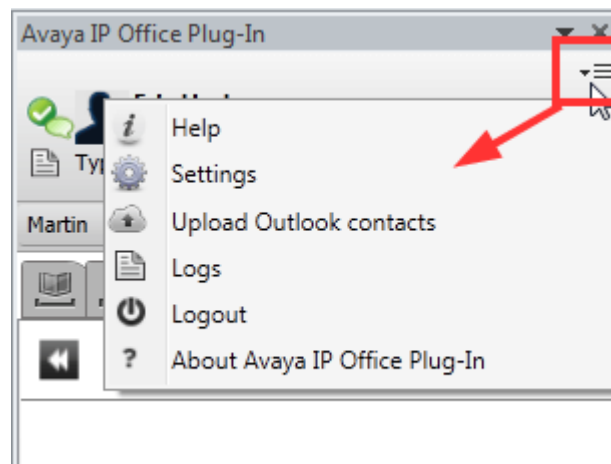 Avaya IP Office Plug-In
Help
Settings
Upload Outlook contacts
Logs
Logout
About Avaya IP Office Plug-In
Martin